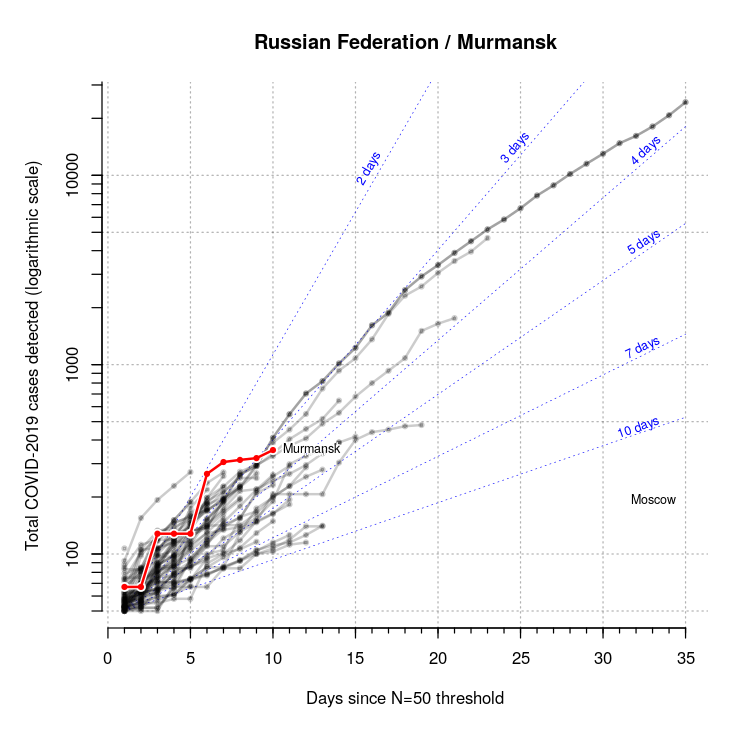 Russian Federation / Murmansk
Total COVID-2019 cases detected (logarithmic scale)
10000
1000
100
2 days
3 days
4 days
5 days
7 days
10 days
Murmansk
Moscow
0 5 10 15 20 25 30 35
Days since N=50 threshold